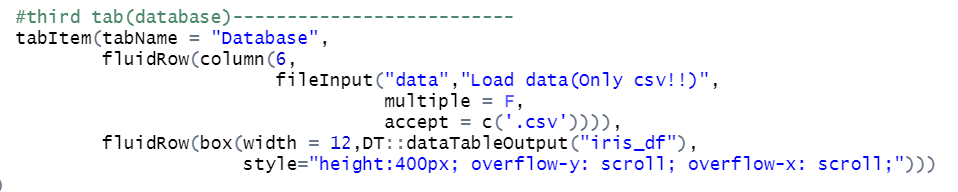 #third tab(database)--------------------------
tabItem(tabName = "Database",
fluidRow(column(6,
fileInput("data","Load data(Only csv!!)",
multiple = F,
accept = c('.csv')))),
fluidRow(box(width = 12,DT::dataTableOutput("iris_df"),
style="height:400px; overflow-y: scroll; overflow-x: scroll;")))
)